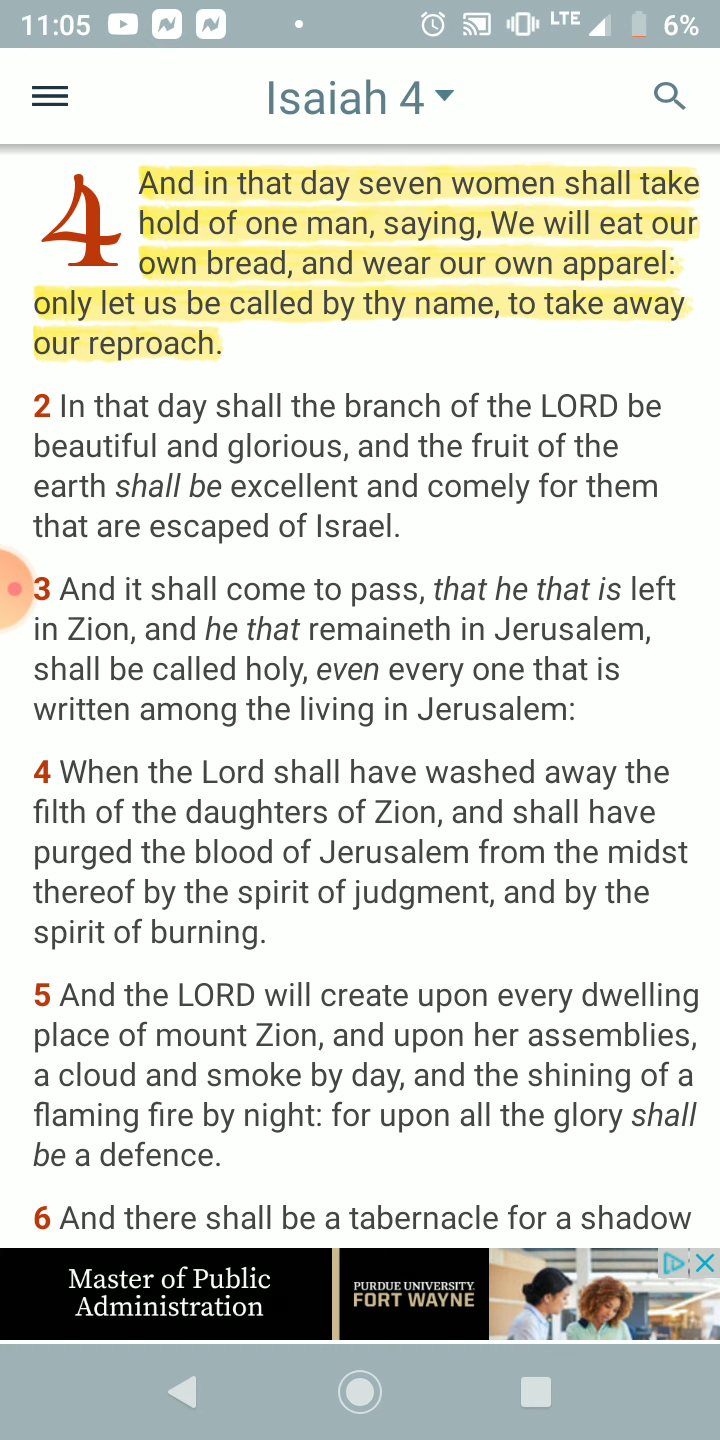 11:05 LTE 6%
Isaiah 4
4 And in that day seven women shall take
hold of one man, saying, We will eat our
own bread, and wear our own apparel:
only let us be called by thy name, to take away
our reproach.
2 In that day shall the branch of the LORD be
beautiful and glorious, and the fruit of the
earth shall be excellent and comely for them
that are escaped of Israel.
3 And it shall come to pass, that he that is left
in Zion, and he that remaineth in Jerusalem,
shall be called holy, even every one that is
written among the living in Jerusalem:
4 When the Lord shall have washed away the
filth of the daughters of Zion, and shall have
purged the blood of Jerusalem from the midst
thereof by the spirit of judgment, and by the
spirit of burning.
5 And the LORD will create upon every dwelling
place of mount Zion, and upon her assemblies,
a cloud and smoke by day, and the shining of a
flaming fire by night: for upon all the glory shall
be a defence.
6 And there shall be a tabernacle for a shadow
Master of Public
Administration
PURDUE UNIVERSITY.
FORT WAYNE